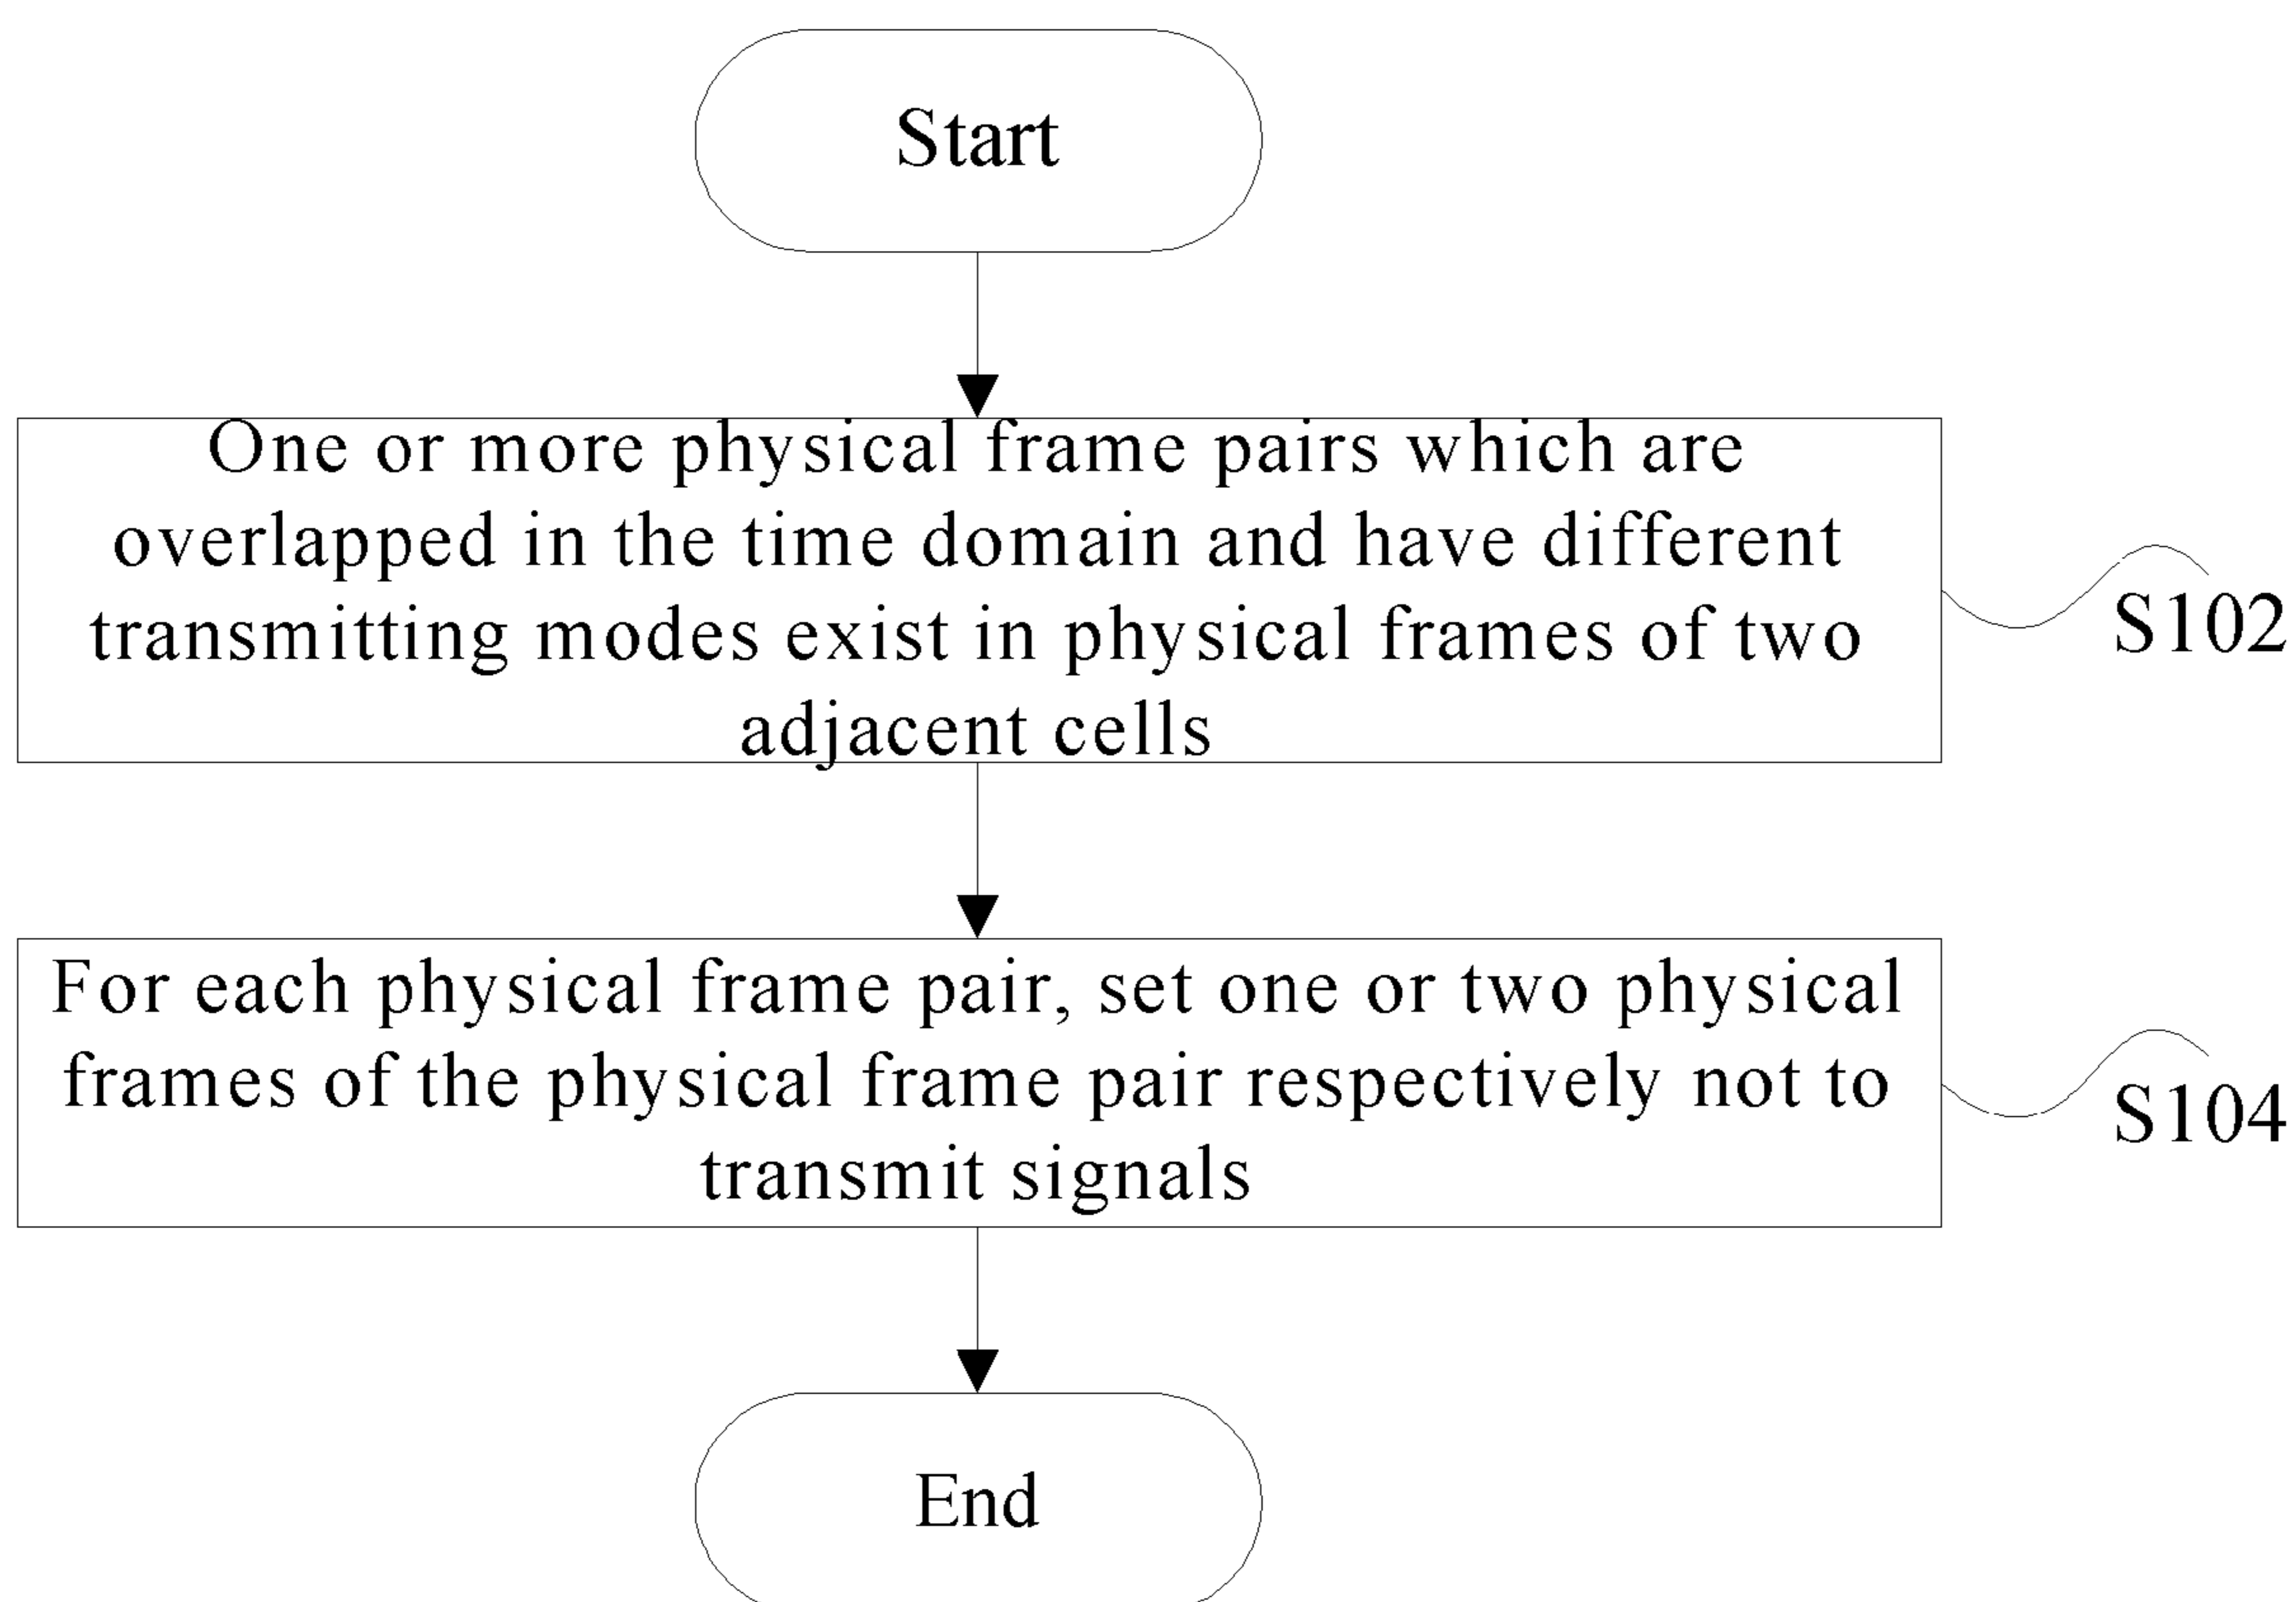 Start
One or more physical frame pairs which are
overlapped in the time domain and have different
transmitting modes exist in physical frames of two
adjacent cells
S102
For each physical frame pair, set one or two physical
frames of the physical frame pair respectively not to
transmit signals
S104
End